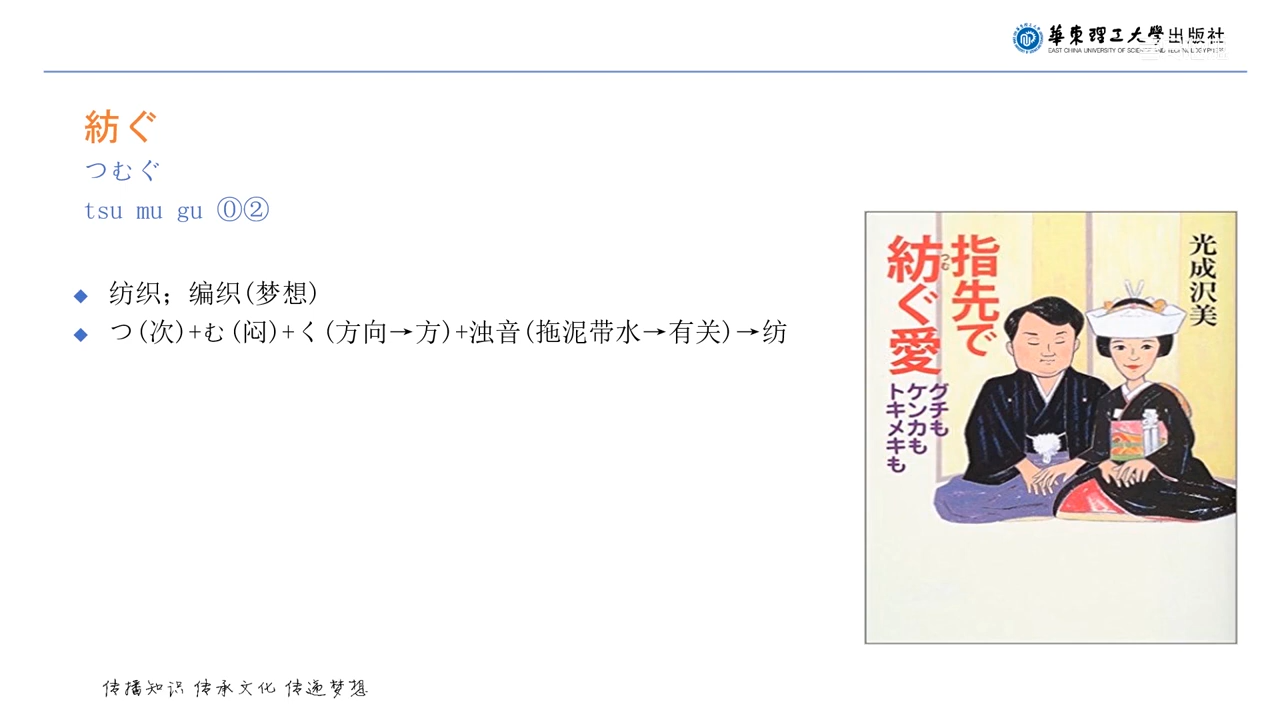 華東理工大學出版社
紡ぐ
つむぐ
tsu mu gu ⓪②
纺织；编织(梦想)
つ(次)+む(闷)+く(方向→方)+浊音(拖泥带水→有关)→纺
光成沢美
指先で
紡ぐ愛
つむ
グチも
ケンカも
トキメキも
传播知识 传承文化 传递梦想